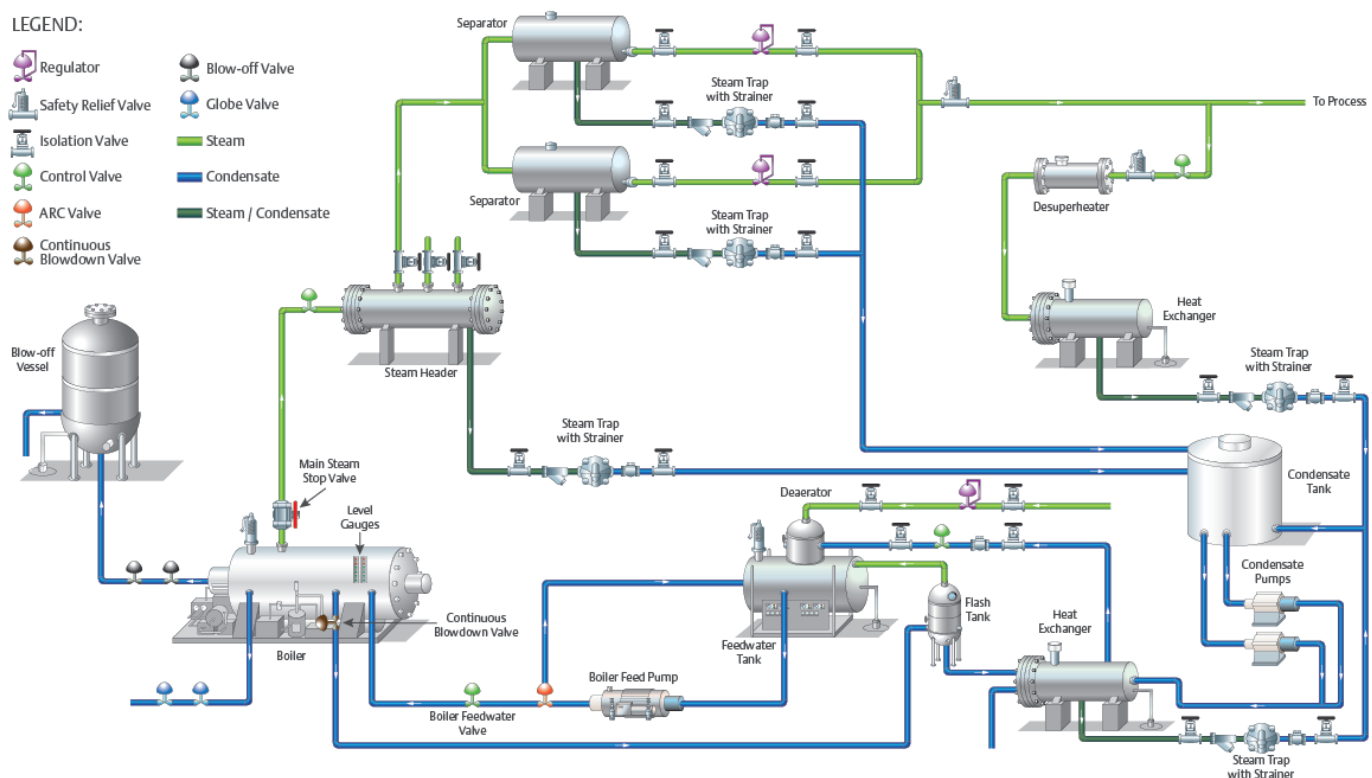 LEGEND:
Regulator
Blow-off Valve
Safety Relief Valve
Globe Valve
Isolation Valve
Steam
Control Valve
Condensate
ARC Valve
Steam / Condensate
Continuous
Blowdown Valve
Separator
Steam Trap
with Strainer
To Process
Separator
Desuperheater
Steam Trap
with Strainer
Heat
Exchanger
Blow-off
Vessel
Steam Header
Steam Trap
with Strainer
Steam Trap
with Strainer
Main Steam
Stop Valve
Level
Gauges
Deaerator
Condensate
Tank
Condensate
Pumps
Flash
Tank
Continuous
Blowdown Valve
Boiler
Feedwater
Tank
Heat
Exchanger
Boiler Feed Pump
Boiler Feedwater
Valve
Steam Trap
with Strainer